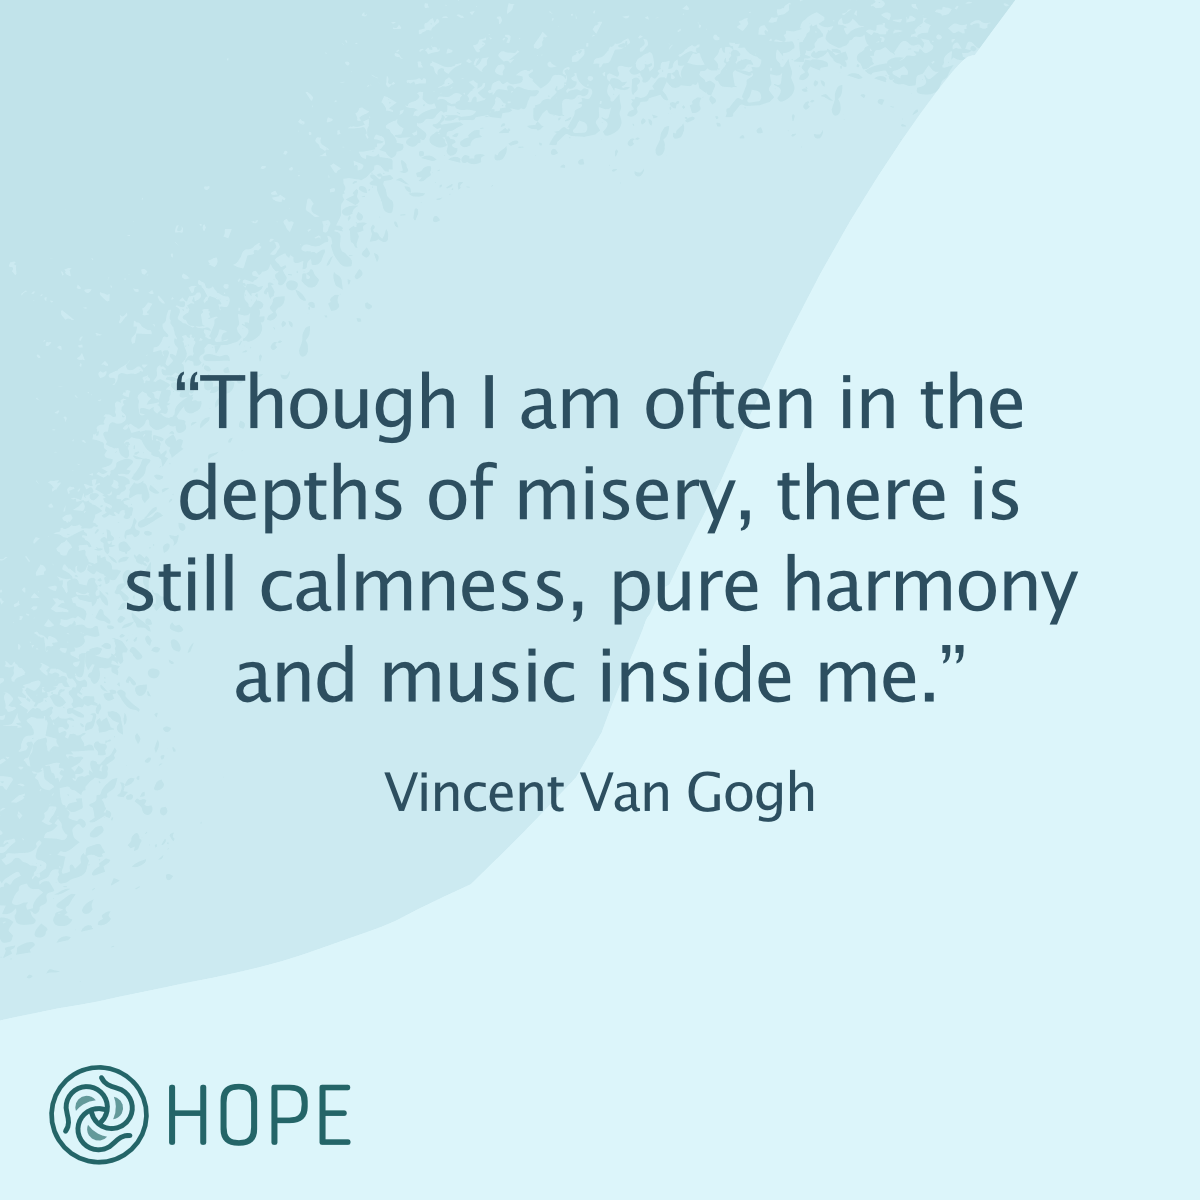 “Though I am often in the
depths of misery, there is
still calmness, pure harmony
and music inside me.”
Vincent Van Gogh
HOPE